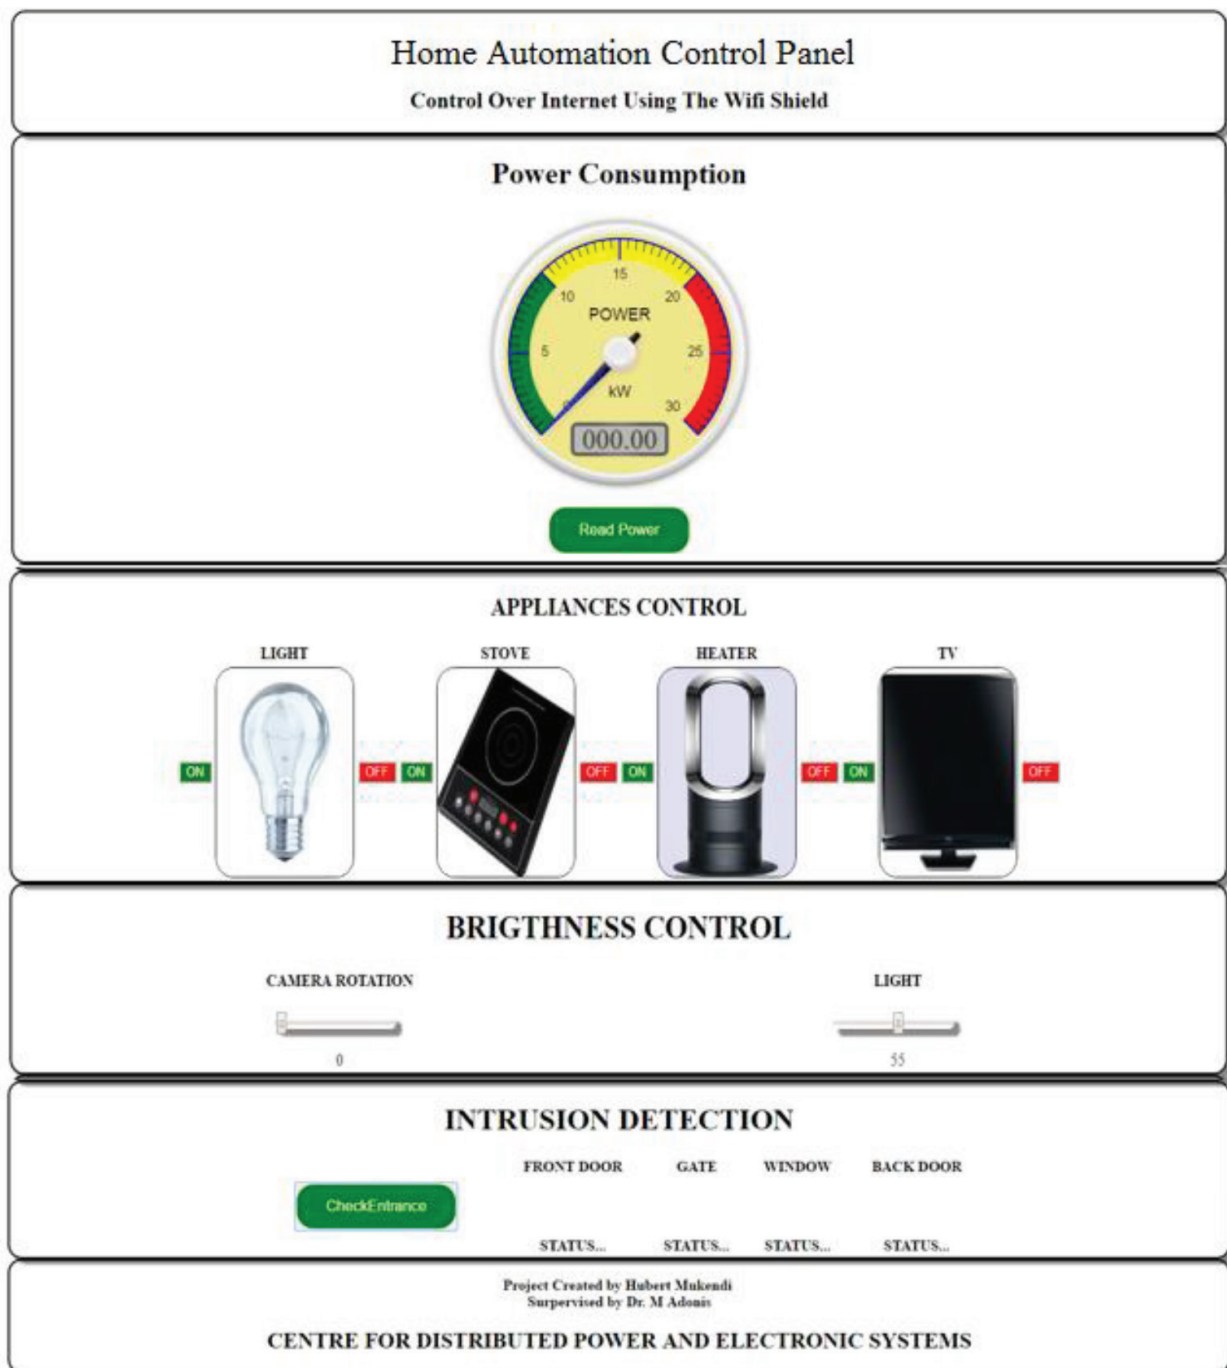 Home Automation Control Panel
Control Over Internet Using The Wifi Shield
Power Consumption
15
10 20
POWER
5 25
kW
0 30
000.00
Read Power
APPLIANCES CONTROL
LIGHT STOVE HEATER TV
ON OFF ON OFF ON OFF ON OFF
BRIGTHNESS CONTROL
CAMERA ROTATION LIGHT
0 55
INTRUSION DETECTION
FRONT DOOR GATE WINDOW BACK DOOR
CheckEntrance
STATUS... STATUS... STATUS... STATUS...
Project Created by Hubert Mukendi
Surpervised by Dr. M Adonis
CENTRE FOR DISTRIBUTED POWER AND ELECTRONIC SYSTEMS